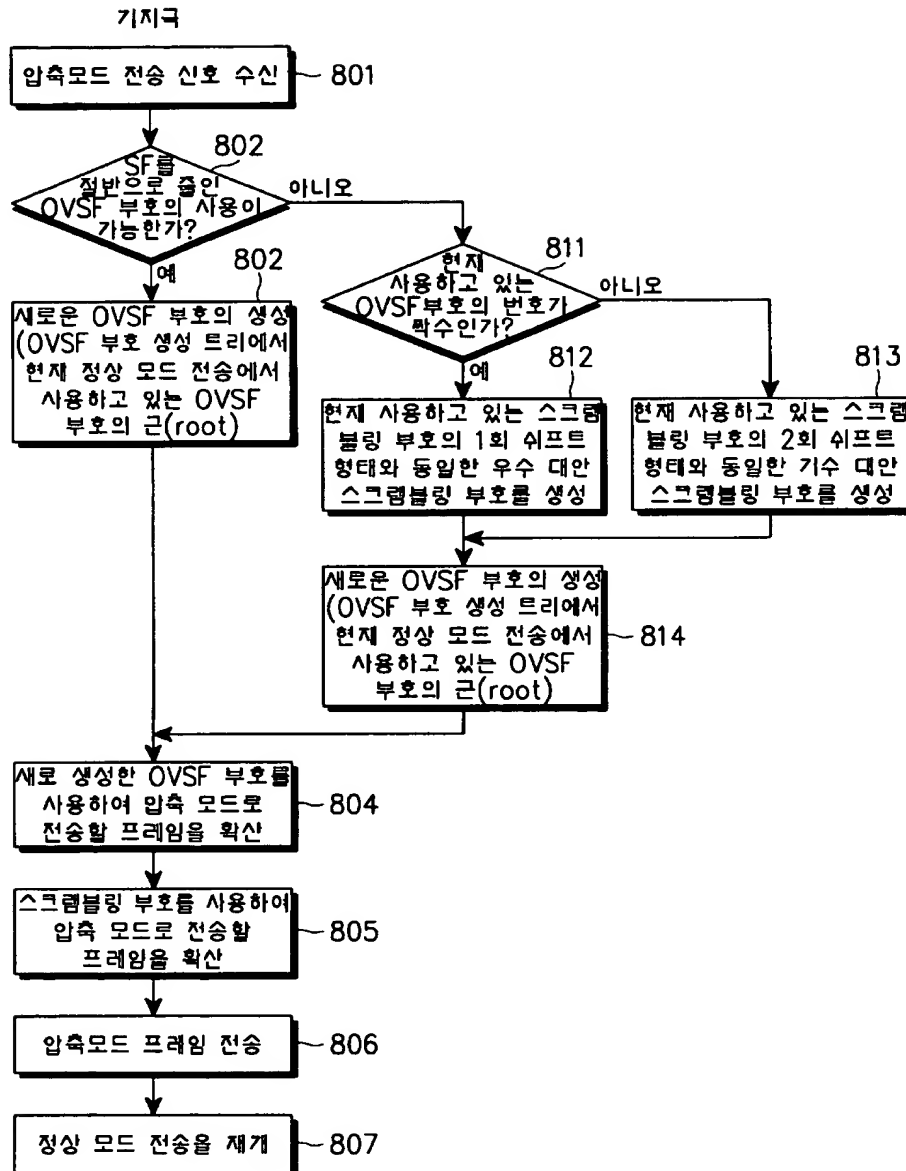 기지국
압축모드 전송 신호 수신
801
802
SF를
절반으로 줄인
OVSF 부호의 사용이
가능한가?
아니오
예
802
새로운 OVSF 부호의 생성
(OVSF 부호 생성 트리에서
현재 정상 모드 전송에서
사용하고 있는 OVSF
부호의 근(root)
811
현재
사용하고 있는
OVSF부호의 번호가
짝수인가?
아니오
예
812
현재 사용하고 있는 스크램
블링 부호의 1회 쉬프트
형태와 동일한 우수 대안
스크램블링 부호를 생성
813
현재 사용하고 있는 스크램
블링 부호의 2회 쉬프트
형태와 동일한 기수 대안
스크램블링 부호를 생성
새로운 OVSF 부호의 생성
(OVSF 부호 생성 트리에서
현재 정상 모드 전송에서
사용하고 있는 OVSF
부호의 근(root)
814
새로 생성한 OVSF 부호를
사용하여 압축 모드로
전송할 프레임을 확산
804
스크램블링 부호를 사용하여
압축 모드로 전송할
프레임을 확산
805
압축모드 프레임 전송
806
정상 모드 전송을 재개
807